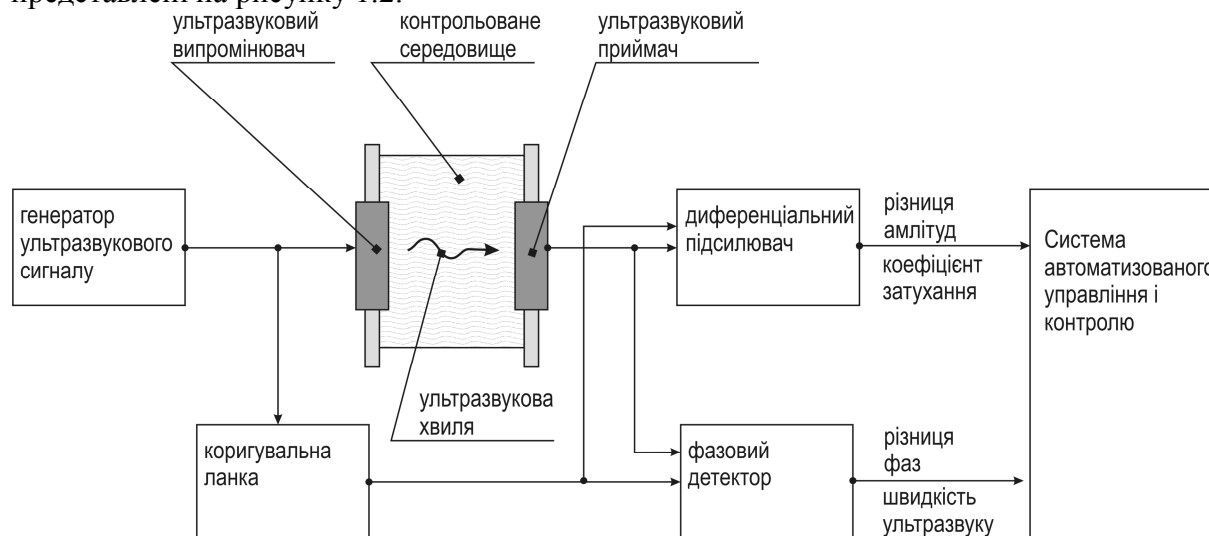 представлені на рисунку 1.2.
ультразвуковий
випромінювач
контрольоване
середовище
ультразвуковий
приймач
генератор
ультразвукового
сигналу
диференціальний
підсилювач
різниця
амлітуд
коефіцієнт
затухання
Система
автоматизованого
управління і
контролю
ультразвукова
хвиля
коригувальна
ланка
фазовий
детектор
різниця
фаз
швидкість
ультразвуку